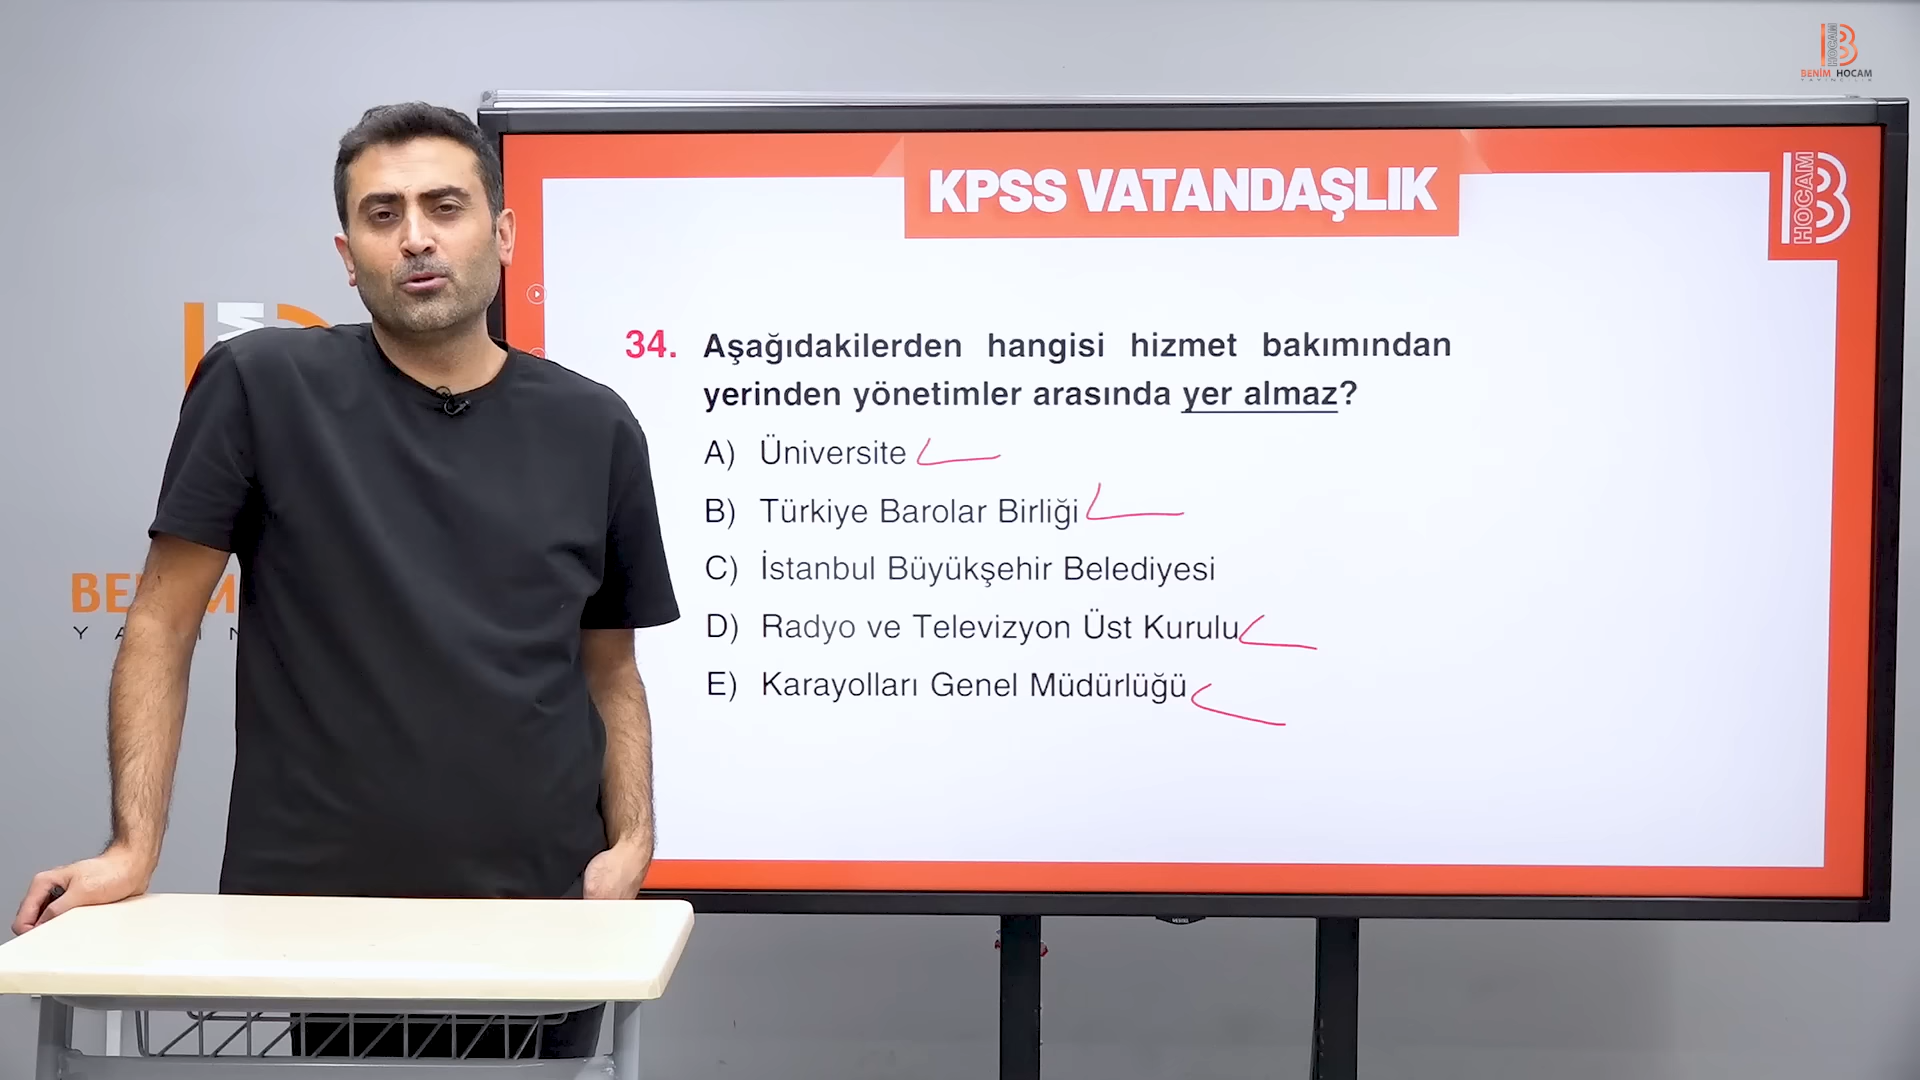 BENİM HOCAM
YAYINCILIK
KPSS VATANDAŞLIK
HOCAM
34. Aşağıdakilerden hangisi hizmet bakımından
yerinden yönetimler arasında yer almaz?
A) Üniversite
B) Türkiye Barolar Birliği
C) İstanbul Büyükşehir Belediyesi
D) Radyo ve Televizyon Üst Kurulu
E) Karayolları Genel Müdürlüğü